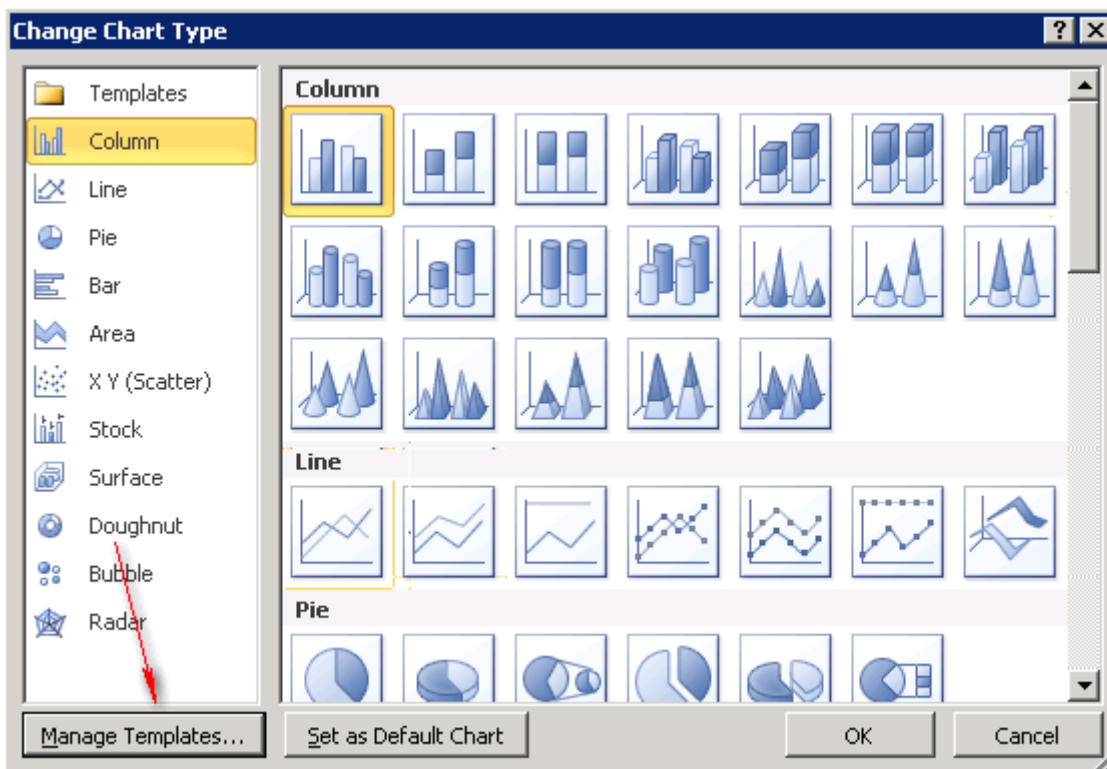 Change Chart Type
Templates
Column
Line
Pie
Bar
Area
X Y (Scatter)
Stock
Surface
Doughnut
Bubble
Radar
Column
Line
Pie
Manage Templates...
Set as Default Chart
OK
Cancel